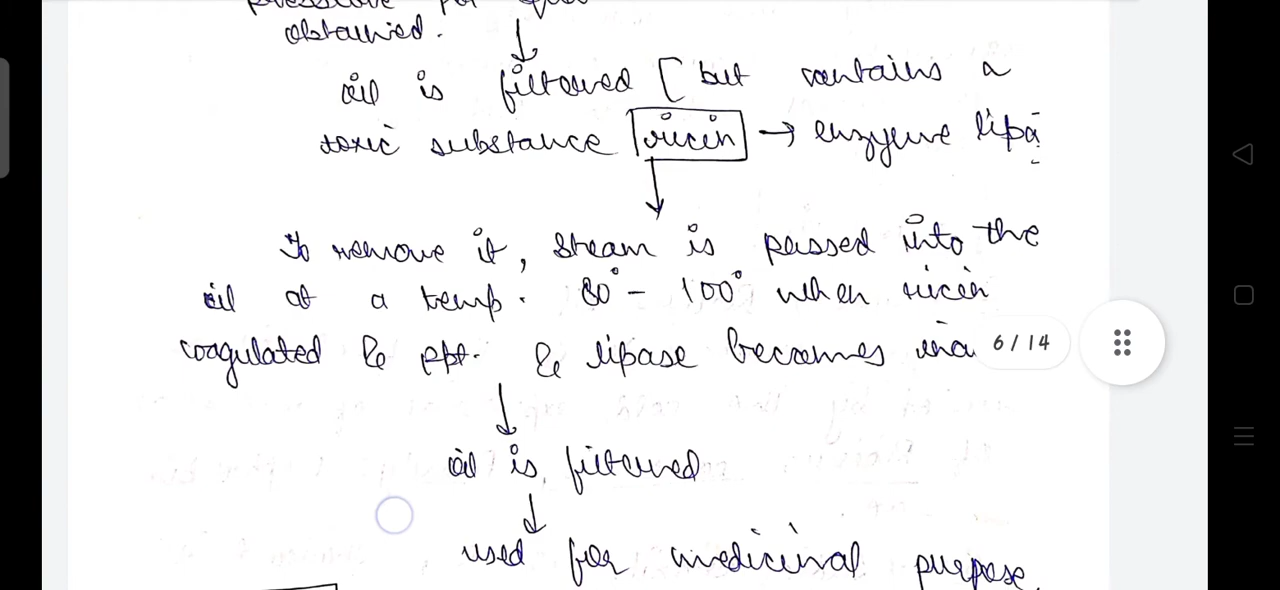 obtained.
oil is filtered [ but contains a
toxic substance ricin → enzyme lipa
To remove it, steam is passed into the
oil at a temp. 80° - 100° when ricin
coagulated & ppt. & lipase becomes ina
6 / 14
oil is filtered
used for medicinal purpose.